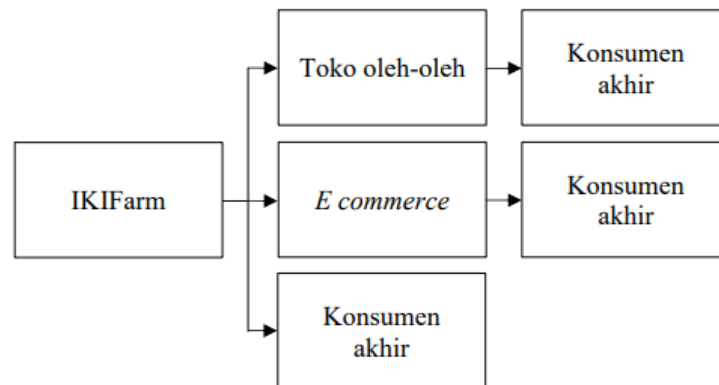 Toko oleh-oleh
Konsumen
akhir
IKIFarm
E commerce
Konsumen
akhir
Konsumen
akhir